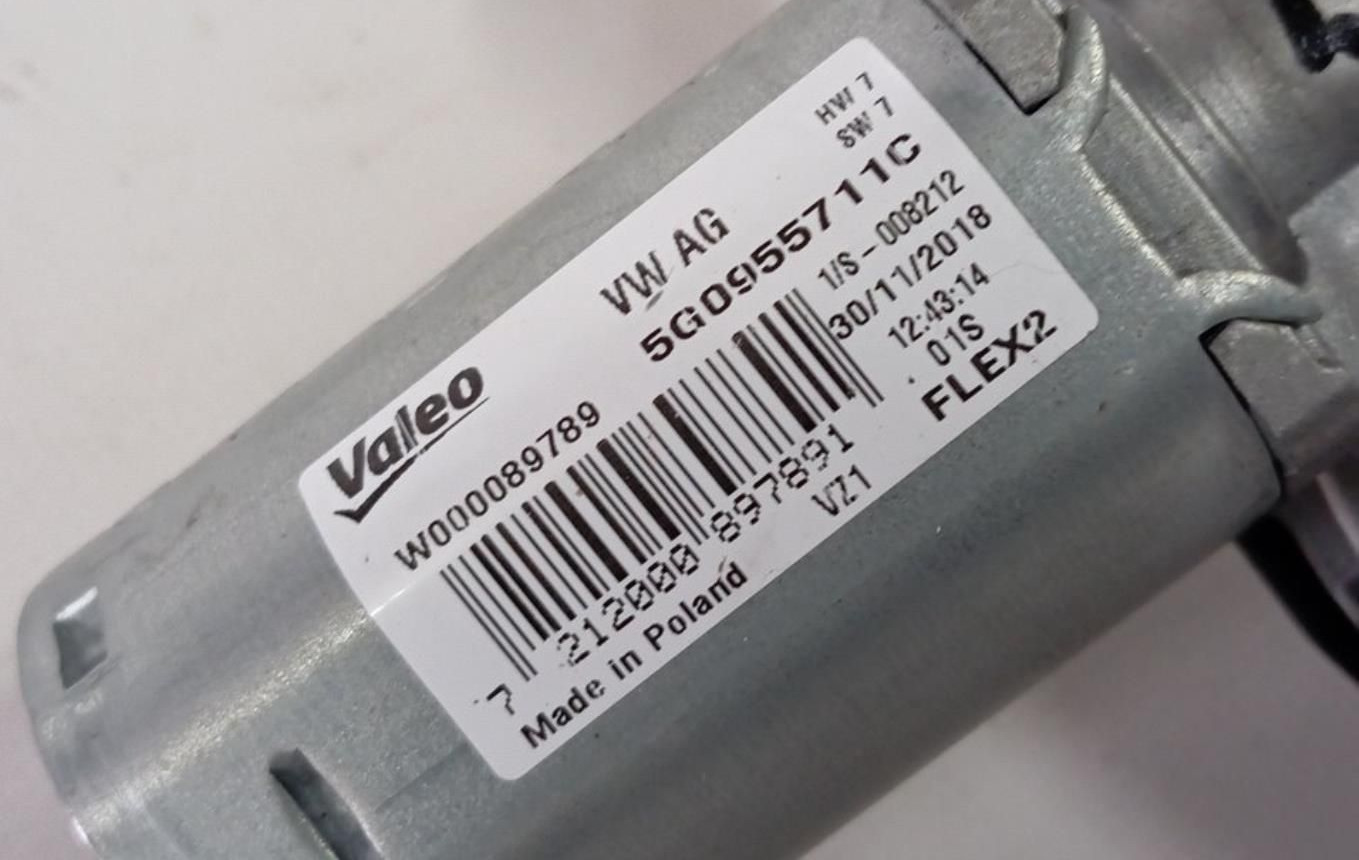 Valeo
VW AG
HW 7
SW 7
5G0955711C
W000089789
1/S - 008212
30/11/2018
12:43:14
01S
FLEX2
7 212000 897891
VZ1
Made in Poland